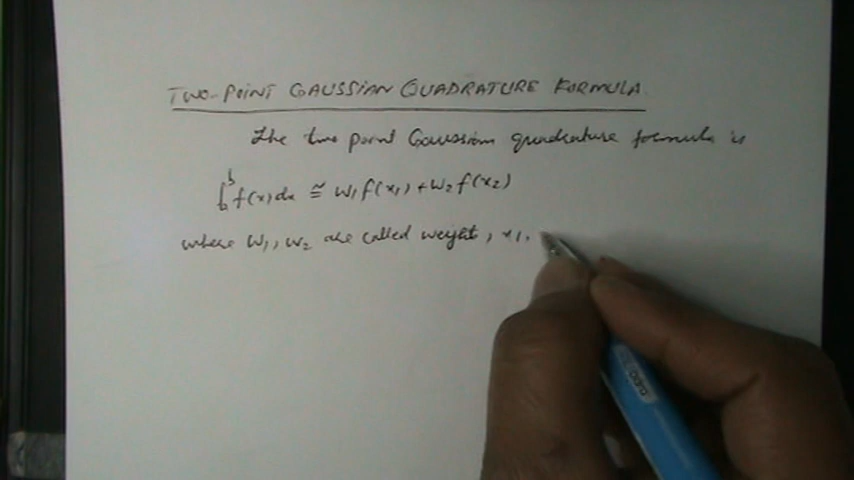 TWO-POINT GAUSSIAN QUADRATURE FORMULA.
The two point Gaussian quadrature formula is
∫ₐᵇ f(x)dx ≅ w₁f(x₁)+w₂f(x₂)
where w₁, w₂ are called weight, x₁,